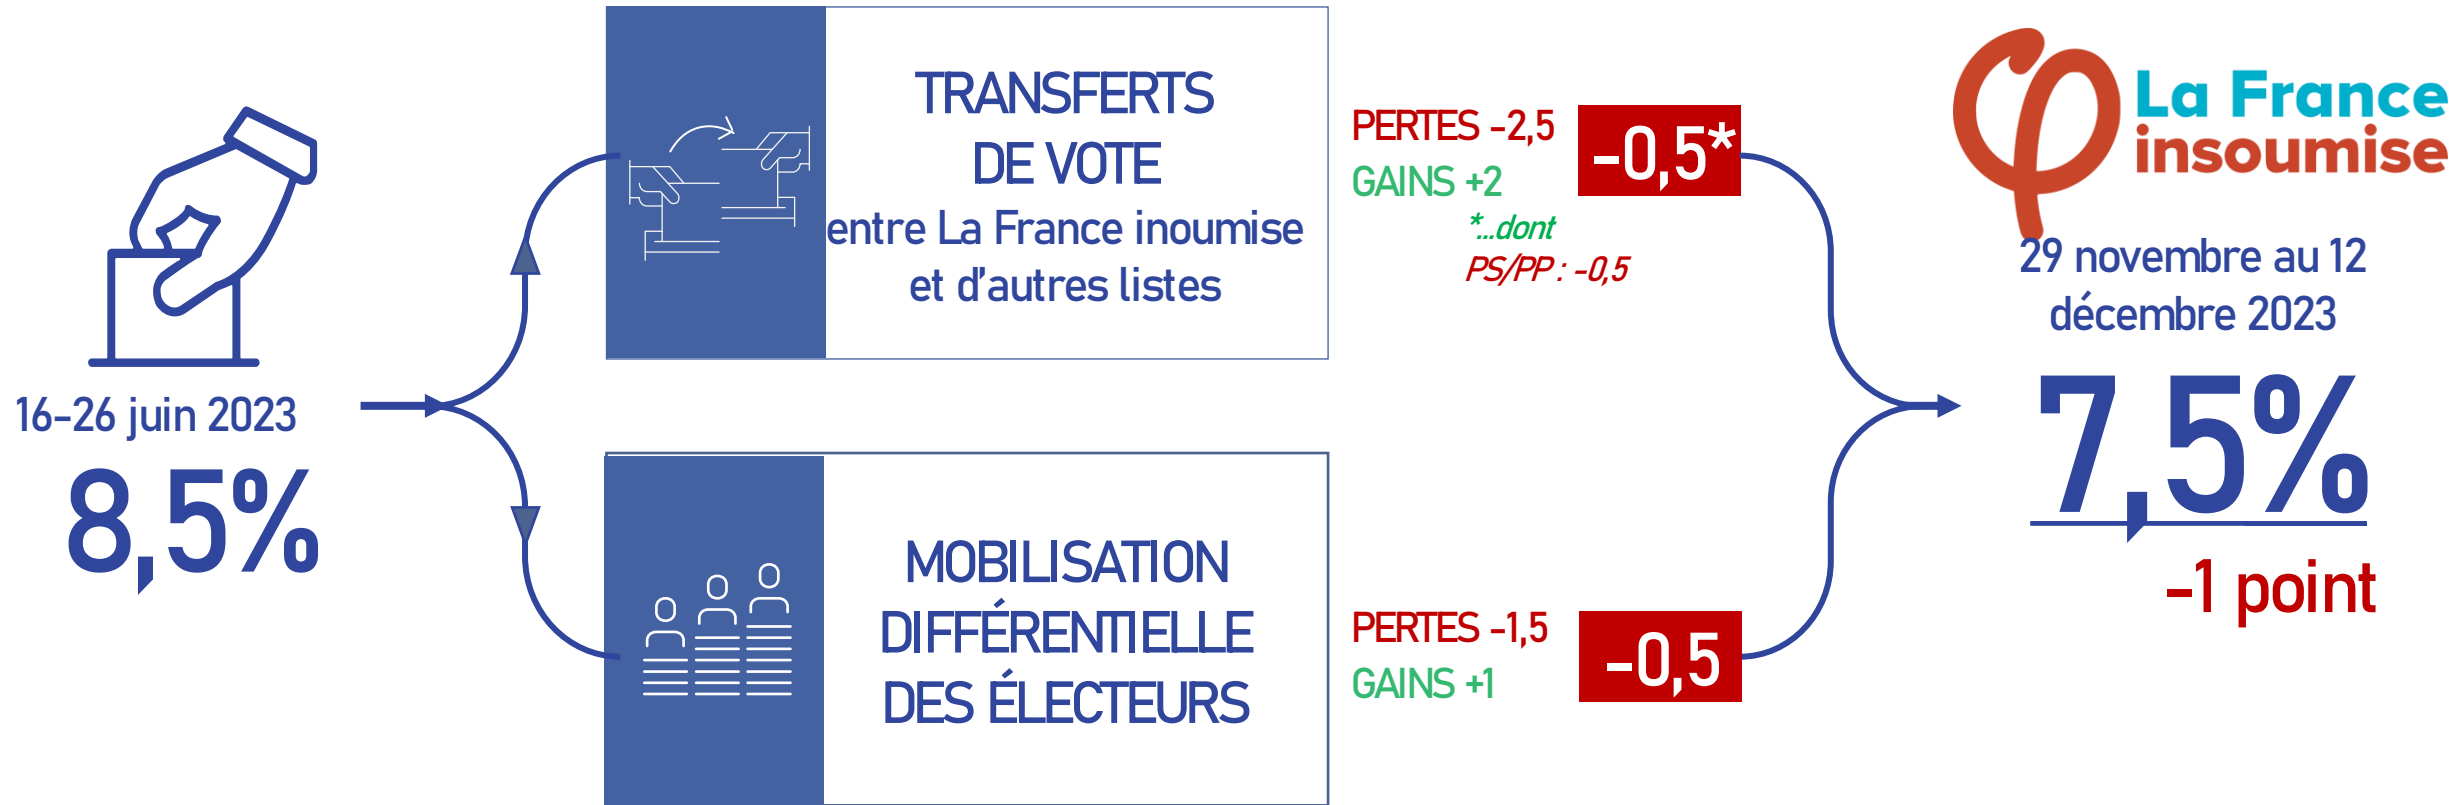 16-26 juin 2023
8,5%
TRANSFERTS
DE VOTE
entre La France inoumise
et d'autres listes
PERTES -2,5
GAINS +2
-0,5*
*...dont
PS/PP : -0,5
MOBILISATION
DIFFÉRENTIELLE
DES ÉLECTEURS
PERTES -1,5
GAINS +1
-0,5
La France
insoumise
29 novembre au 12
décembre 2023
7,5%
-1 point